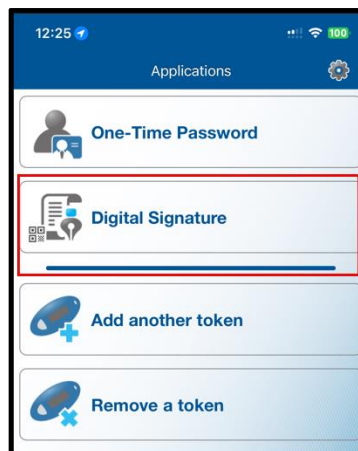 12:25
100
Applications
One-Time Password
Digital Signature
Add another token
Remove a token